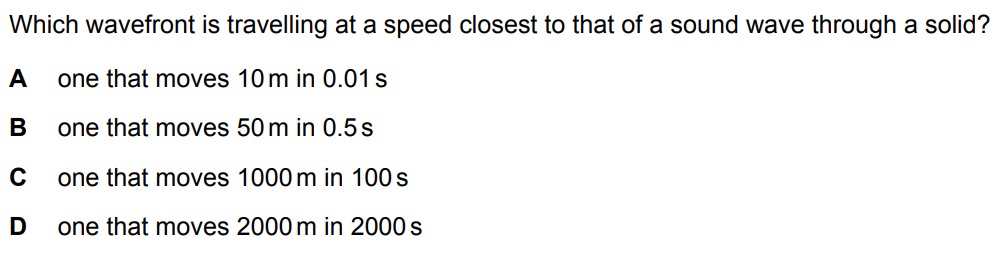 Which wavefront is travelling at a speed closest to that of a sound wave through a solid?
A one that moves 10 m in 0.01 s
B one that moves 50 m in 0.5 s
C one that moves 1000 m in 100 s
D one that moves 2000 m in 2000 s